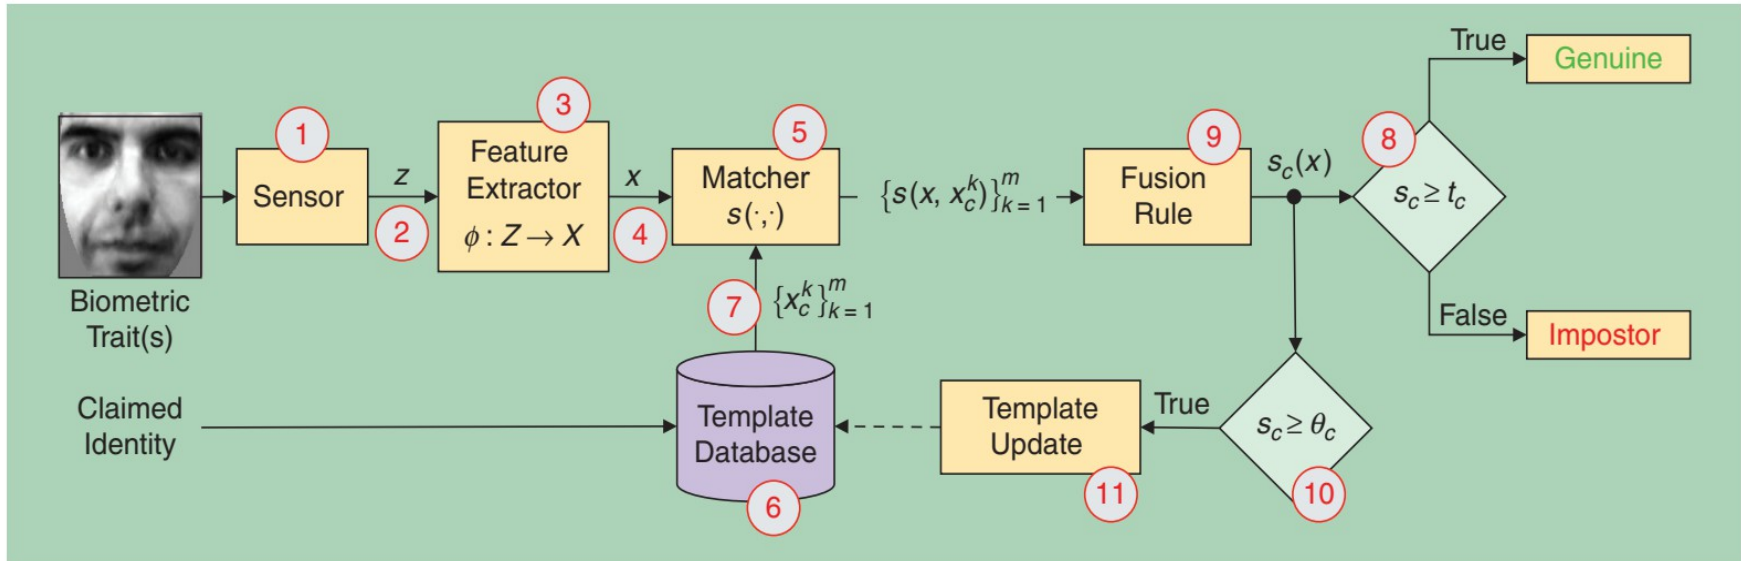 1
Sensor
z
2
3
Feature
Extractor
ϕ : Z → X
x
4
5
Matcher
s(·,·)
{s(x, x_c^k)}_{k = 1}^m
9
Fusion
Rule
s_c(x)
8
s_c ≥ t_c
True
Genuine
False
Impostor
Biometric
Trait(s)
7
{x_c^k}_{k = 1}^m
Claimed
Identity
Template
Database
6
Template
Update
11
True
s_c ≥ θ_c
10